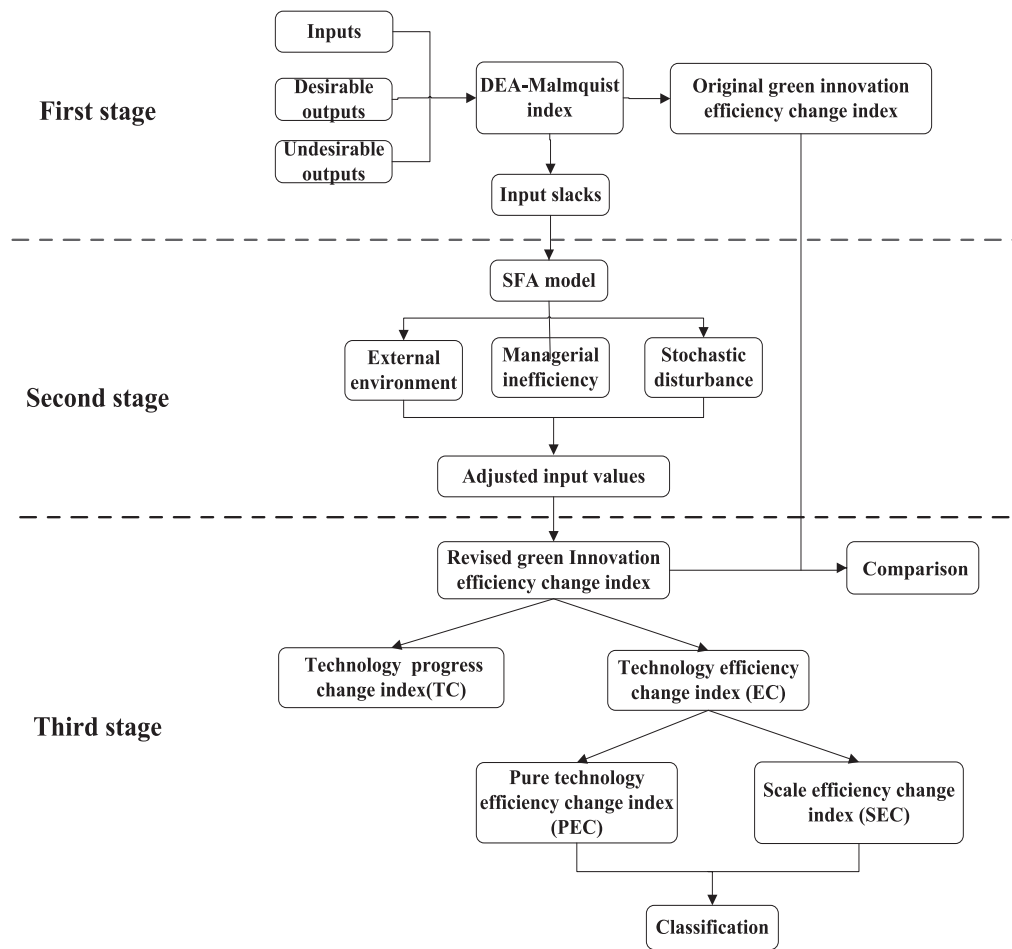 First stage
Inputs
Desirable
outputs
Undesirable
outputs
DEA-Malmquist
index
Original green innovation
efficiency change index
Input slacks
Second stage
SFA model
External
environment
Managerial
inefficiency
Stochastic
disturbance
Adjusted input values
Third stage
Revised green Innovation
efficiency change index
Comparison
Technology progress
change index(TC)
Technology efficiency
change index (EC)
Pure technology
efficiency change index
(PEC)
Scale efficiency change
index (SEC)
Classification